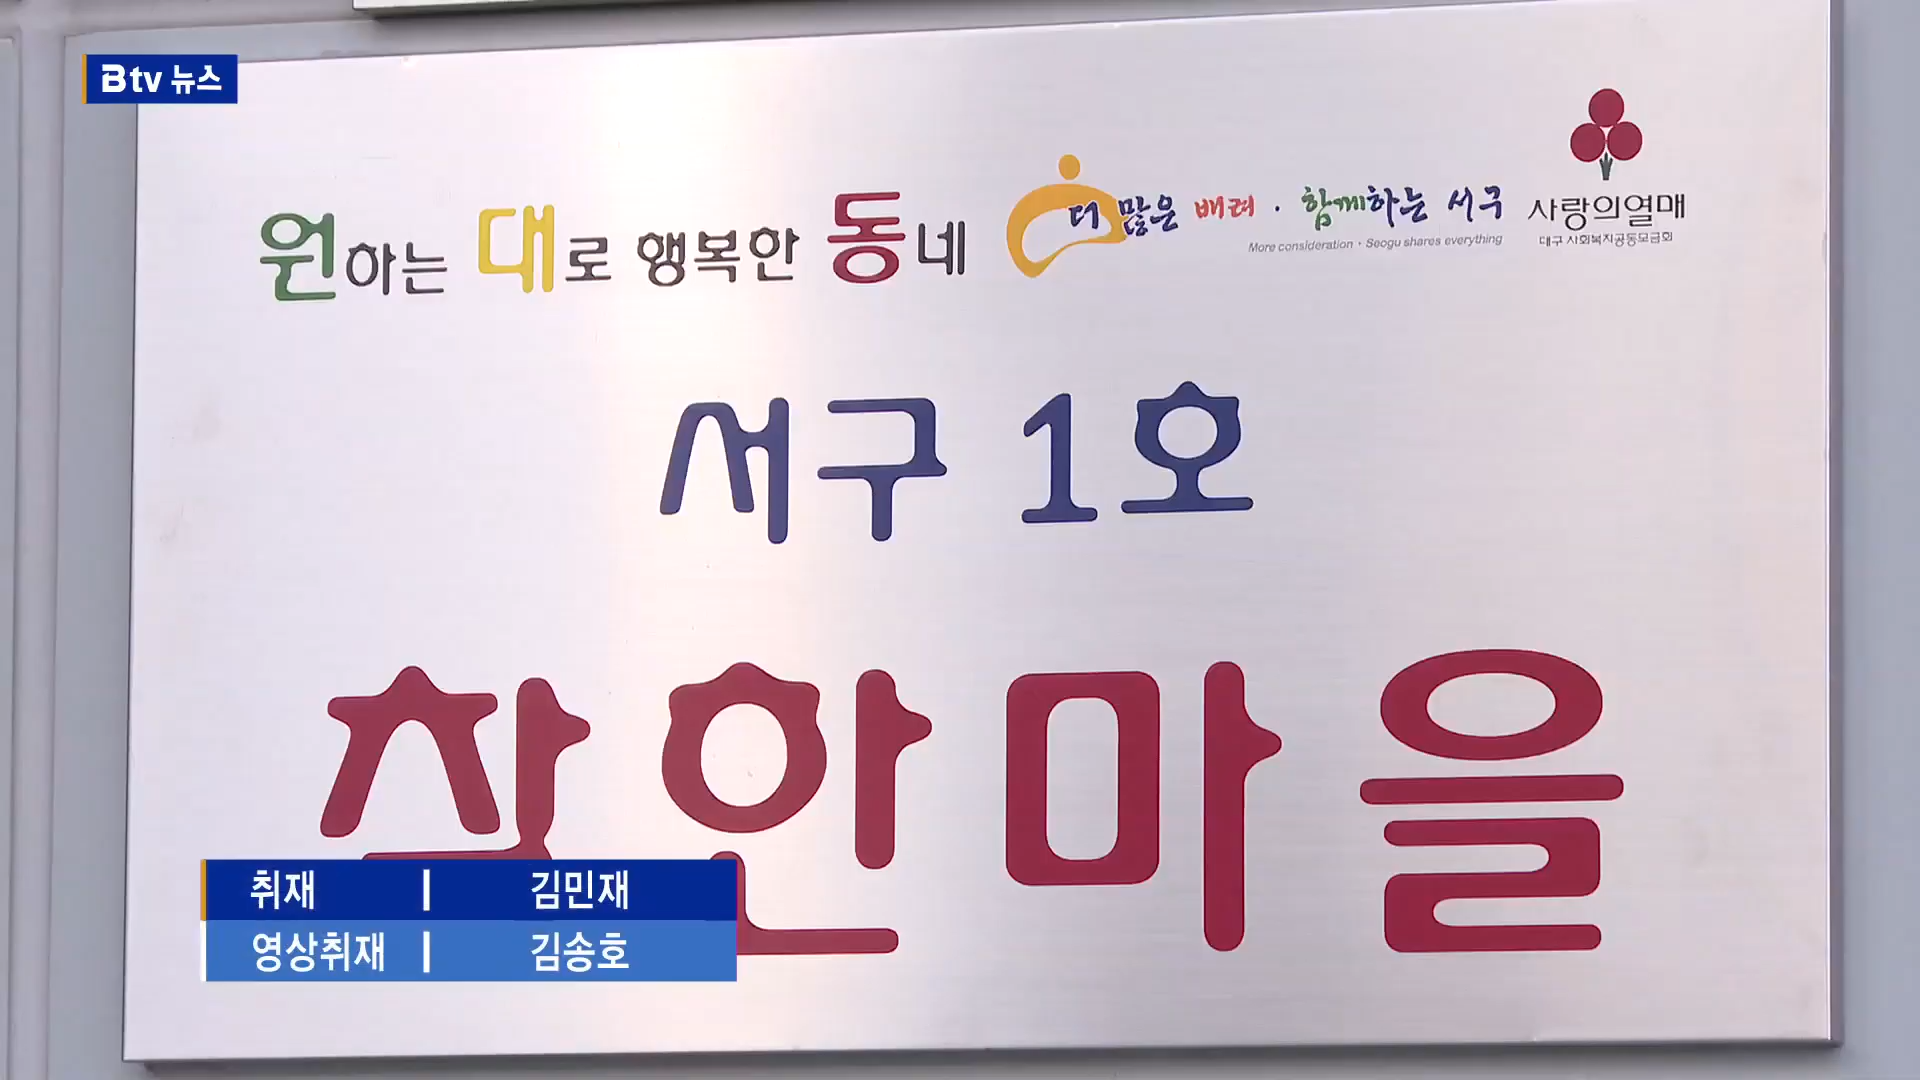 B tv 뉴스
원하는 대로 행복한 동네
더 많은 배려 · 함께하는 서구
More consideration · Seogu shares everything
사랑의열매
대구 사회복지공동모금회
서구 1호
착한마을
취재 | 김민재
영상취재 | 김송호